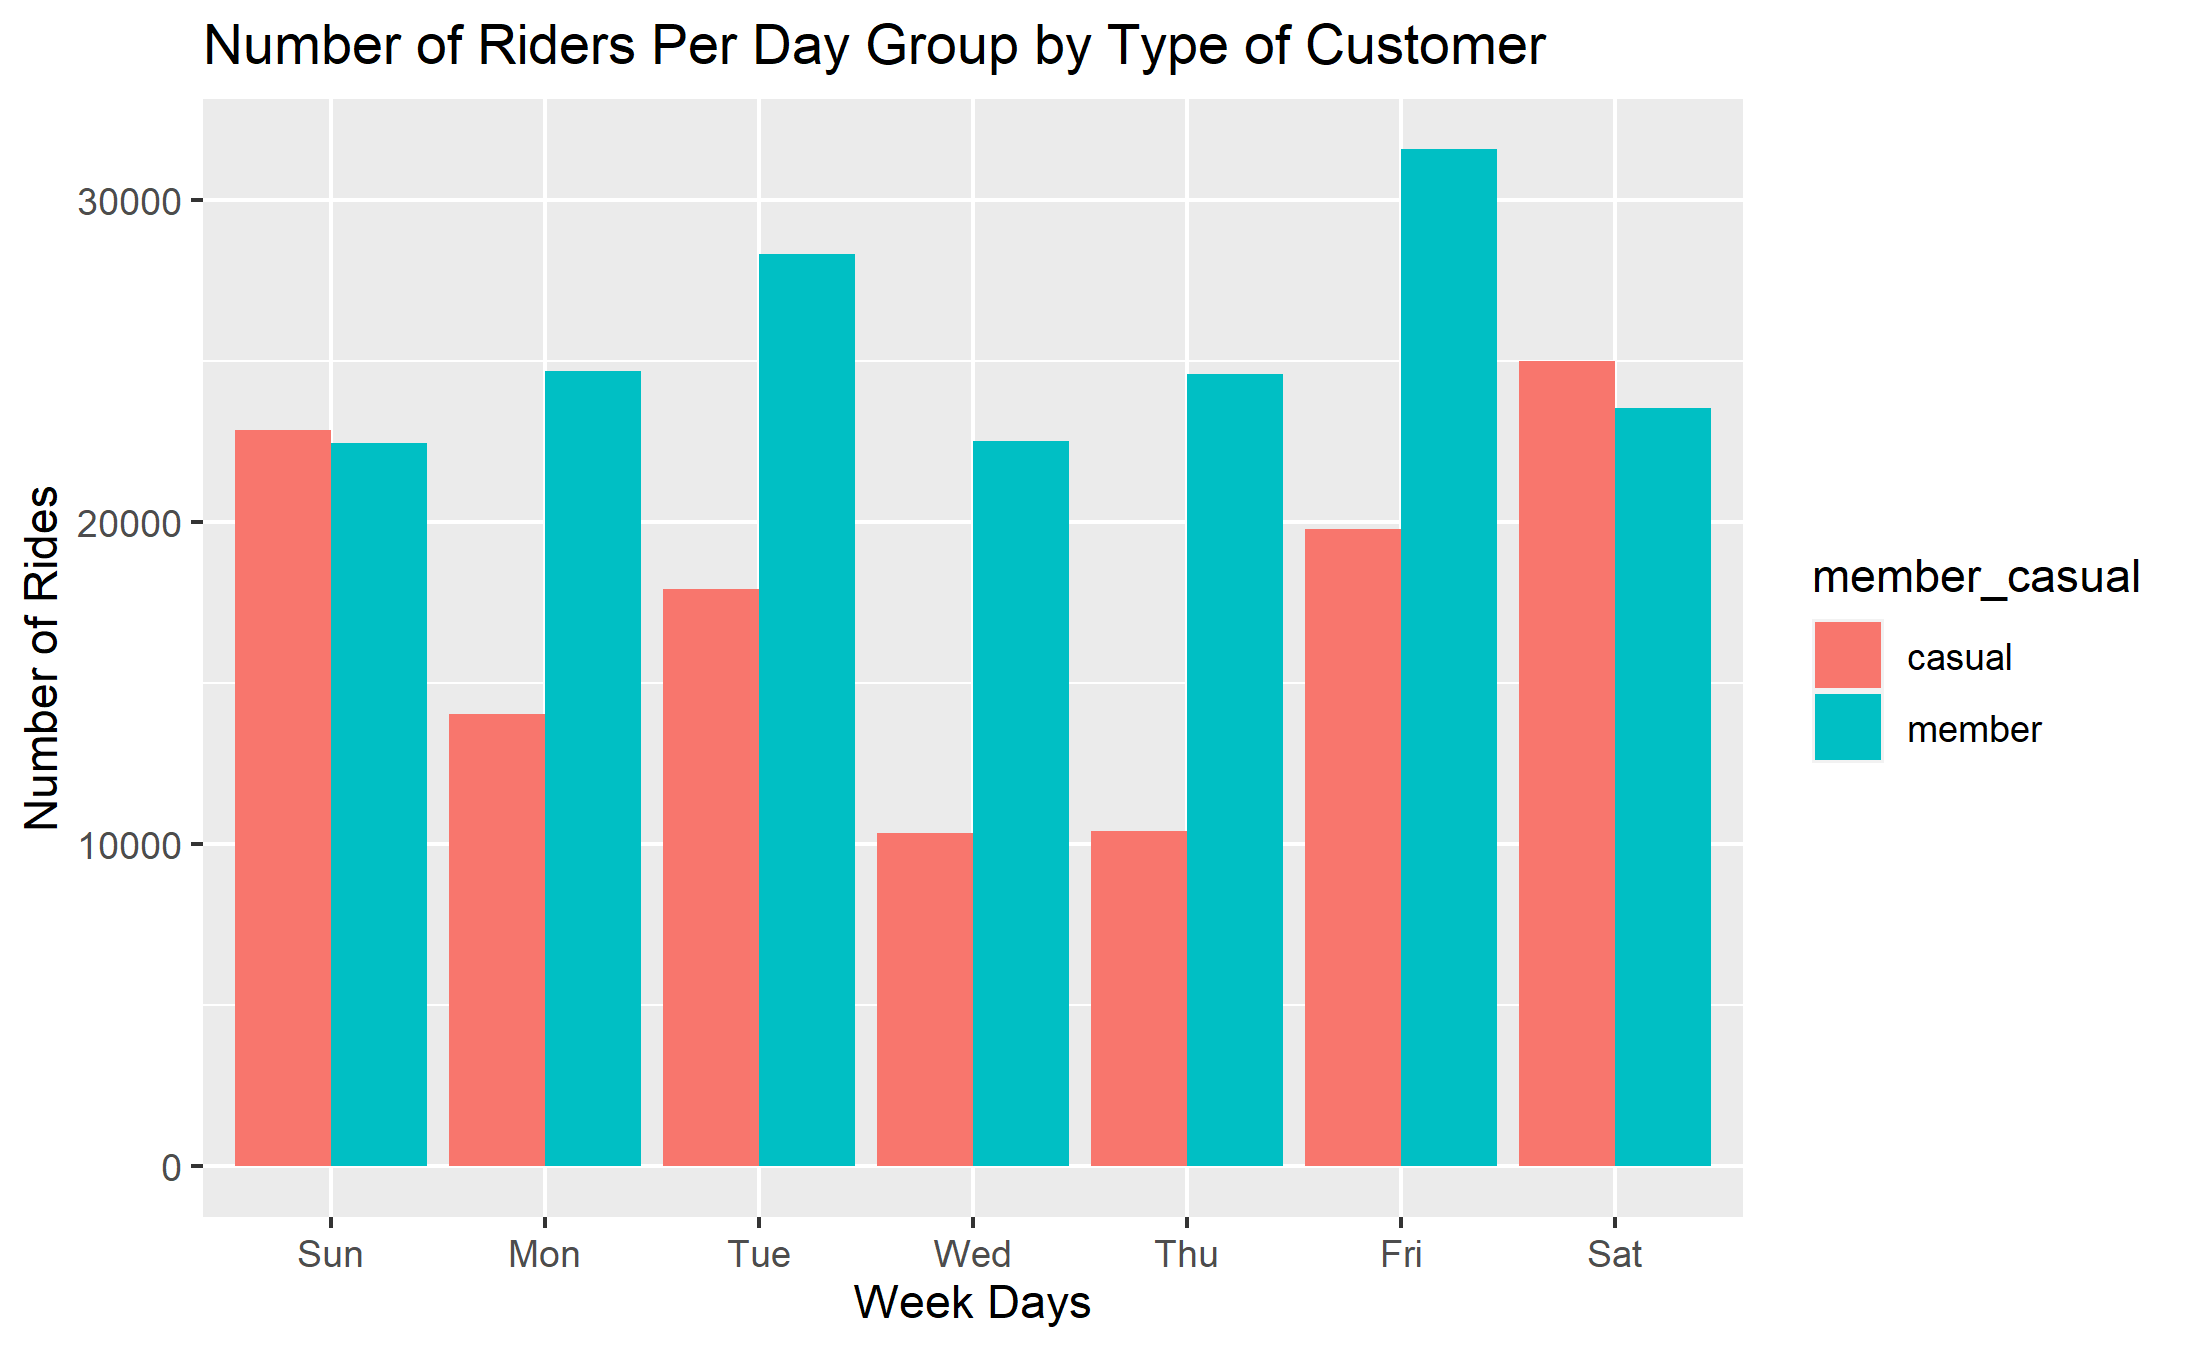 Number of Riders Per Day Group by Type of Customer
Number of Rides
30000
20000
10000
0
Sun Mon Tue Wed Thu Fri Sat
Week Days
member_casual
casual
member